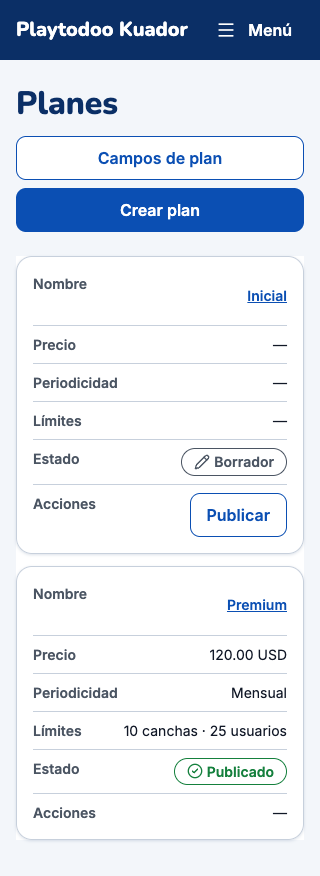 Playtodoo Kuador
Menú
Planes
Campos de plan
Crear plan
Nombre
Inicial
Precio —
Periodicidad —
Límites —
Estado Borrador
Acciones Publicar
Nombre
Premium
Precio 120.00 USD
Periodicidad Mensual
Límites 10 canchas · 25 usuarios
Estado Publicado
Acciones —